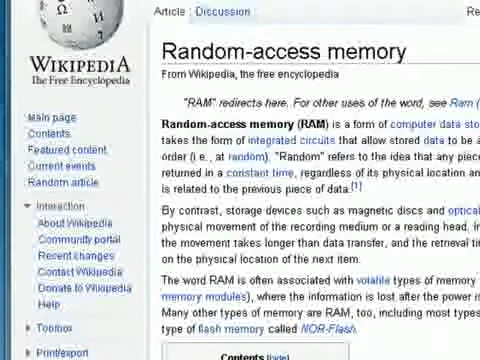 Article Discussion
Re
WIKIPEDIA
The Free Encyclopedia
Main page
Contents
Featured content
Current events
Random article
Interaction
About Wikipedia
Community portal
Recent changes
Contact Wikipedia
Donate to Wikipedia
Help
Toolbox
Print/export
Random-access memory
From Wikipedia, the free encyclopedia
"RAM" redirects here. For other uses of the word, see Ram (
Random-access memory (RAM) is a form of computer data sto
takes the form of integrated circuits that allow stored data to be a
order (i.e., at random). "Random" refers to the idea that any piec
returned in a constant time, regardless of its physical location an
is related to the previous piece of data.[1]
By contrast, storage devices such as magnetic discs and optical
physical movement of the recording medium or a reading head. In
the movement takes longer than data transfer, and the retrieval ti
on the physical location of the next item.
The word RAM is often associated with volatile types of memory
memory modules), where the information is lost after the power is
Many other types of memory are RAM, too, including most types
type of flash memory called NOR-Flash.
Contents [hide]